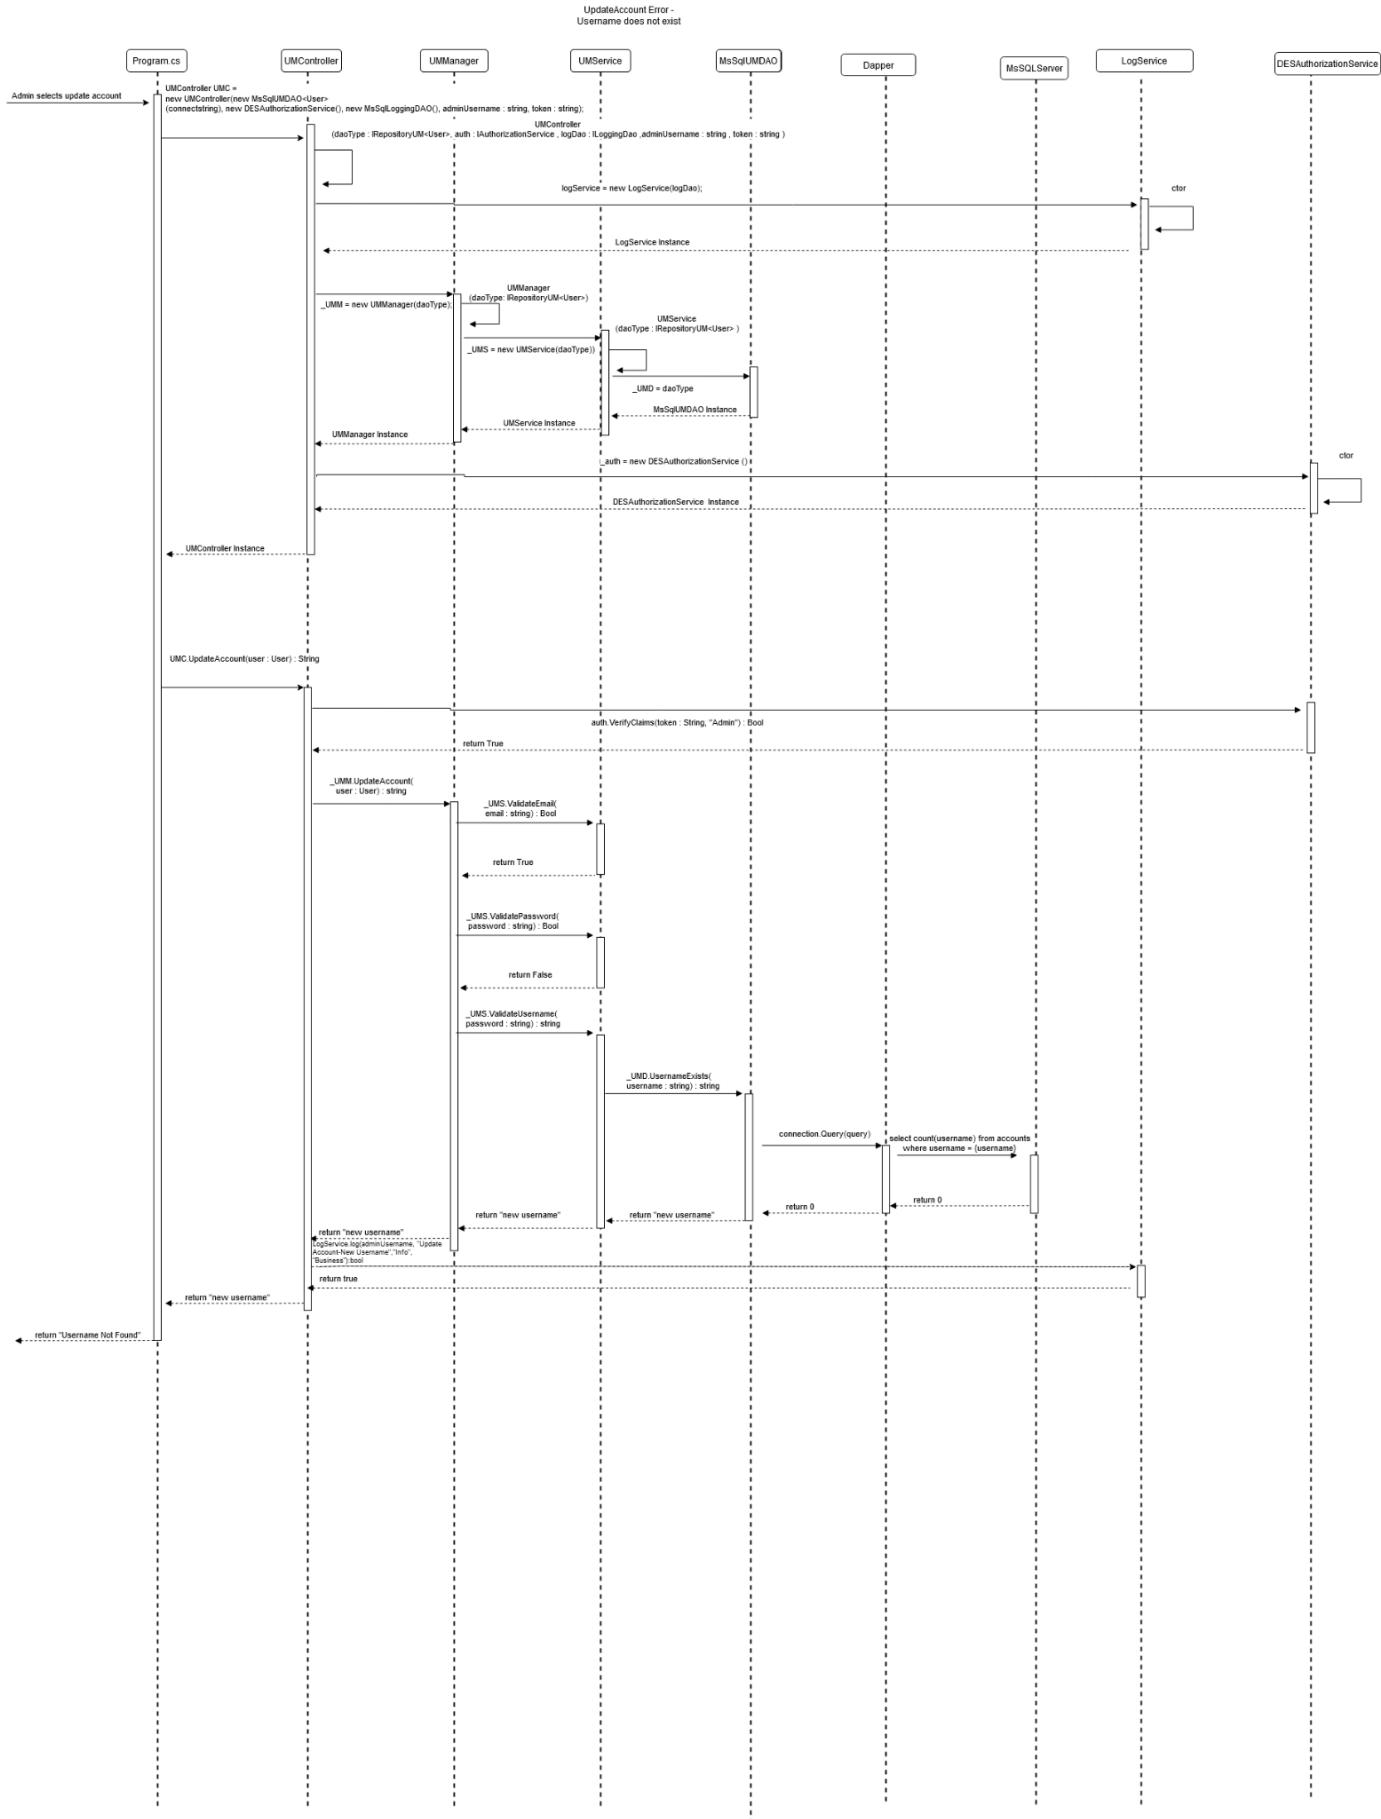 UpdateAccount Error -
Username does not exist
Program.cs
UMController
UMManager
UMService
MsSqlUMDAO
Dapper
MsSQLServer
LogService
DESAuthorizationService
Admin selects update account
UMController UMC =
new UMController(new MsSqlUMDAO<User>
(connectstring), new DESAuthorization​Service(), new MsSqlLoggingDAO(), adminUsername : string, token : string);
UMController
(daoType : IRepositoryUM<User>, auth : IAuthorizationService , logDao : ILoggingDao ,adminUsername : string , token : string )
logService = new LogService(logDao);
ctor
LogService Instance
UMManager
(daoType: IRepositoryUM<User>)
_UMM = new UMManager(daoType);
UMService
(daoType : IRepositoryUM<User> )
_UMS = new UMService(daoType))
_UMD = daoType
MsSqlUMDAO Instance
UMService Instance
UMManager Instance
_auth = new DESAuthorizationService ()
ctor
DESAuthorizationService Instance
UMController Instance
UMC.UpdateAccount(user : User) : String
auth.VerifyClaims(token : String, "Admin") : Bool
return True
_UMM.UpdateAccount(
user : User) : string
_UMS.ValidateEmail(
email : string) : Bool
return True
_UMS.ValidatePassword(
password : string) : Bool
return False
_UMS.ValidateUsername(
password : string) : string
_UMD.UsernameExists(
username : string) : string
connection.Query(query)
select count(username) from accounts
where username = {username}
return 0
return 0
return "new username"
return "new username"
return "new username"
LogService.log(adminUsername, "Update
Account-New Username","Info",
"Business"):bool
return true
return "new username"
return "Username Not Found"